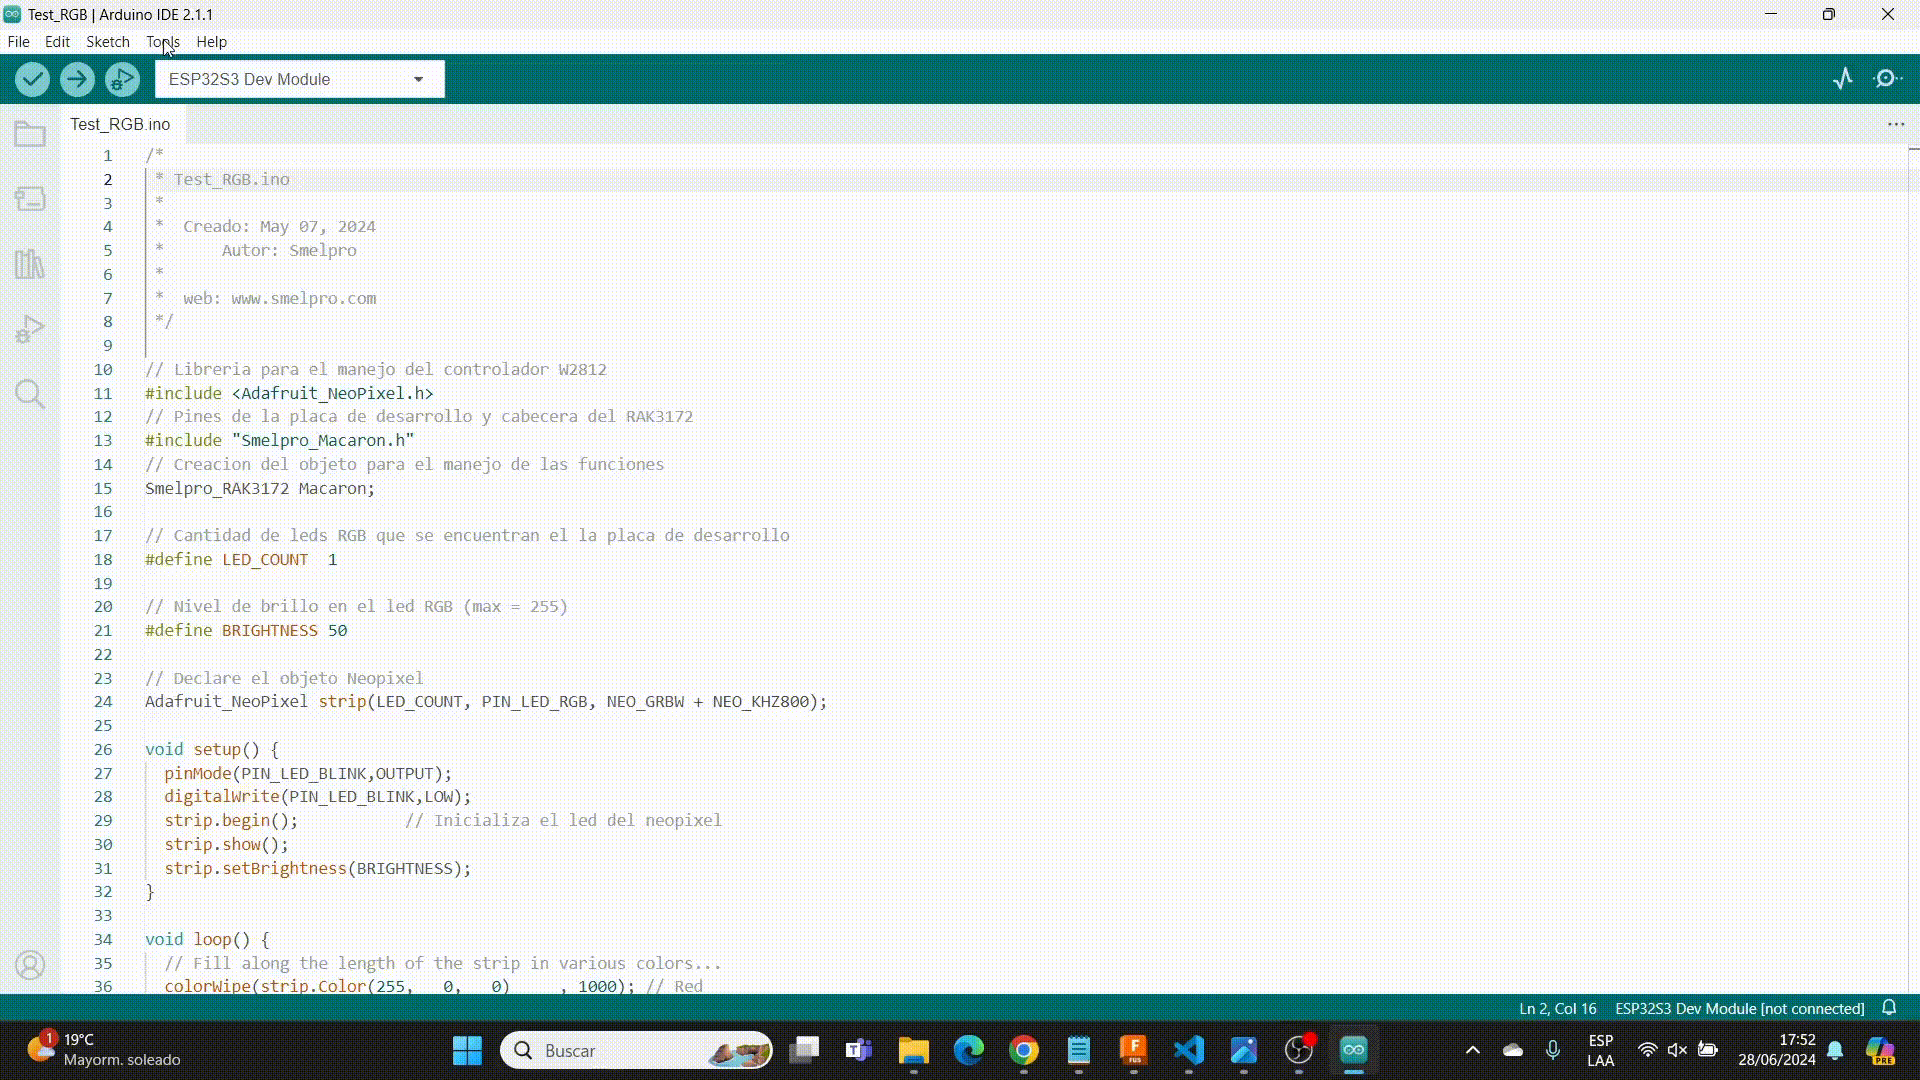 Test_RGB | Arduino IDE 2.1.1
File Edit Sketch Tools Help
ESP32S3 Dev Module
Test_RGB.ino
1 /*
2 * Test_RGB.ino
3 *
4 * Creado: May 07, 2024
5 * Autor: Smelpro
6 *
7 * web: www.smelpro.com
8 */
9
10 // Libreria para el manejo del controlador W2812
11 #include <Adafruit_NeoPixel.h>
12 // Pines de la placa de desarrollo y cabecera del RAK3172
13 #include "Smelpro_Macaron.h"
14 // Creacion del objeto para el manejo de las funciones
15 Smelpro_RAK3172 Macaron;
16
17 // Cantidad de leds RGB que se encuentran el la placa de desarrollo
18 #define LED_COUNT 1
19
20 // Nivel de brillo en el led RGB (max = 255)
21 #define BRIGHTNESS 50
22
23 // Declare el objeto Neopixel
24 Adafruit_NeoPixel strip(LED_COUNT, PIN_LED_RGB, NEO_GRBW + NEO_KHZ800);
25
26 void setup() {
27 pinMode(PIN_LED_BLINK,OUTPUT);
28 digitalWrite(PIN_LED_BLINK,LOW);
29 strip.begin(); // Inicializa el led del neopixel
30 strip.show();
31 strip.setBrightness(BRIGHTNESS);
32 }
33
34 void loop() {
35 // Fill along the length of the strip in various colors...
36 colorWipe(strip.Color(255, 0, 0) , 1000); // Red
Ln 2, Col 16 ESP32S3 Dev Module [not connected]
1
19°C
Mayorm. soleado
Buscar
F
FUS
ESP
LAA
17:52
28/06/2024
PRE